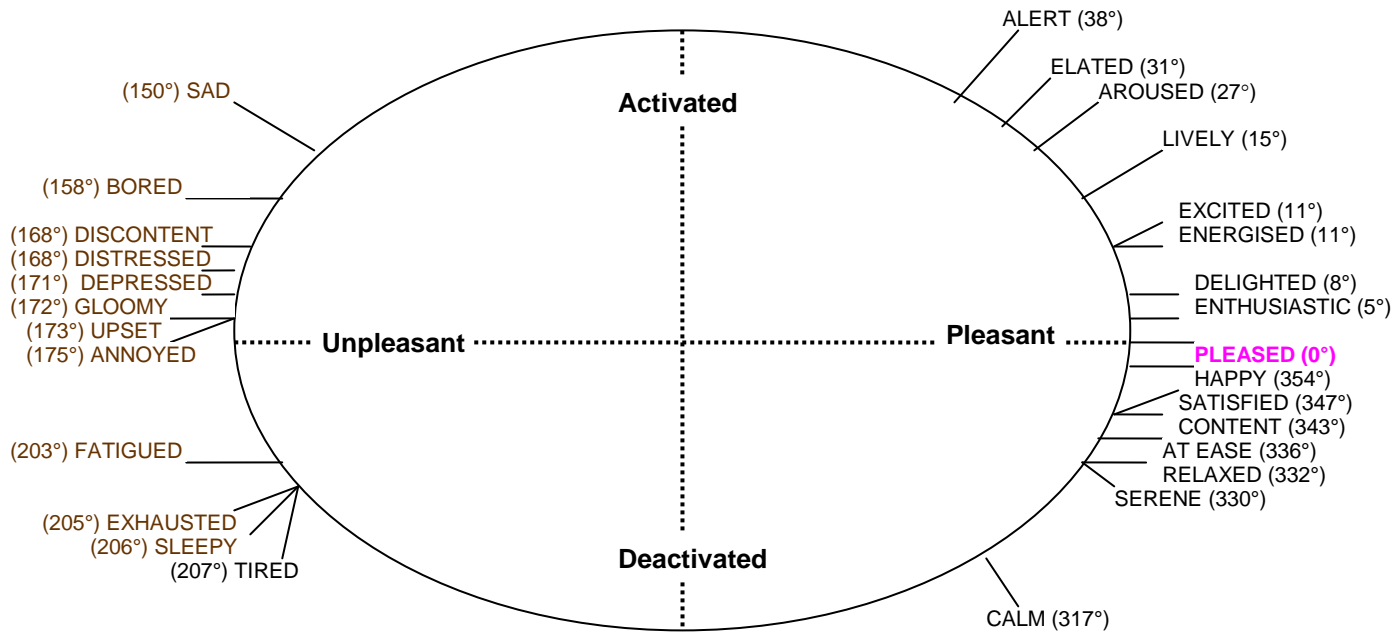 ALERT (38°)
ELATED (31°)
(150°) SAD
AROUSED (27°)
Activated
LIVELY (15°)
(158°) BORED
EXCITED (11°)
(168°) DISCONTENT
ENERGISED (11°)
(168°) DISTRESSED
(171°) DEPRESSED
DELIGHTED (8°)
(172°) GLOOMY
ENTHUSIASTIC (5°)
(173°) UPSET
Unpleasant
Pleasant
(175°) ANNOYED
PLEASED (0°)
HAPPY (354°)
SATISFIED (347°)
CONTENT (343°)
(203°) FATIGUED
AT EASE (336°)
RELAXED (332°)
SERENE (330°)
(205°) EXHAUSTED
(206°) SLEEPY
Deactivated
(207°) TIRED
CALM (317°)